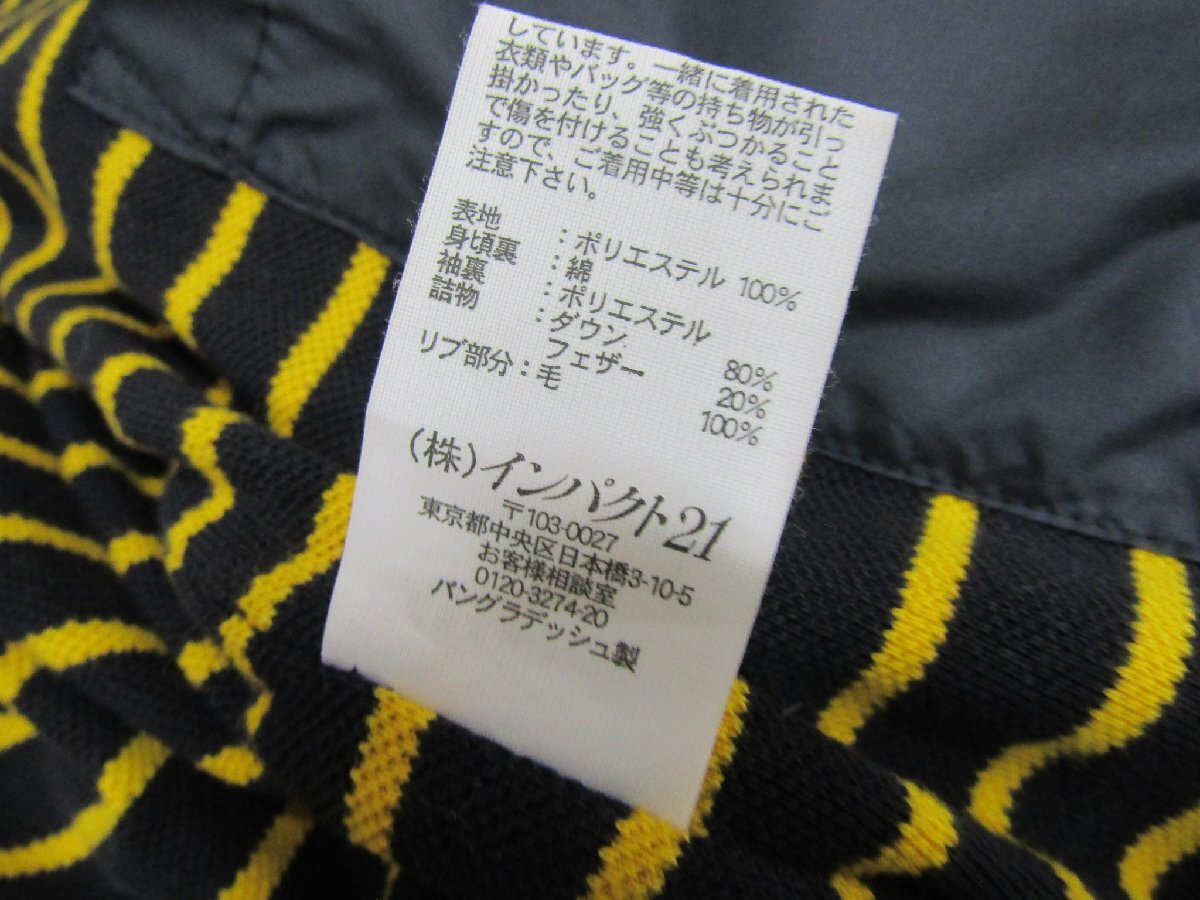 しています。一緒に着用された
衣類やバッグ等の持ち物が引っ
掛かったり、強くぶつかること
で傷を付けることも考えられま
すので、ご着用中等は十分にご
注意下さい。
表地 :ポリエステル 100%
身頃裏 :綿
袖裏 :ポリエステル
詰物 :ダウン 80%
フェザー 20%
リブ部分:毛 100%
(株)インパクト21
〒103-0027
東京都中央区日本橋3-10-5
お客様相談室
0120-3274-20
バングラデッシュ製